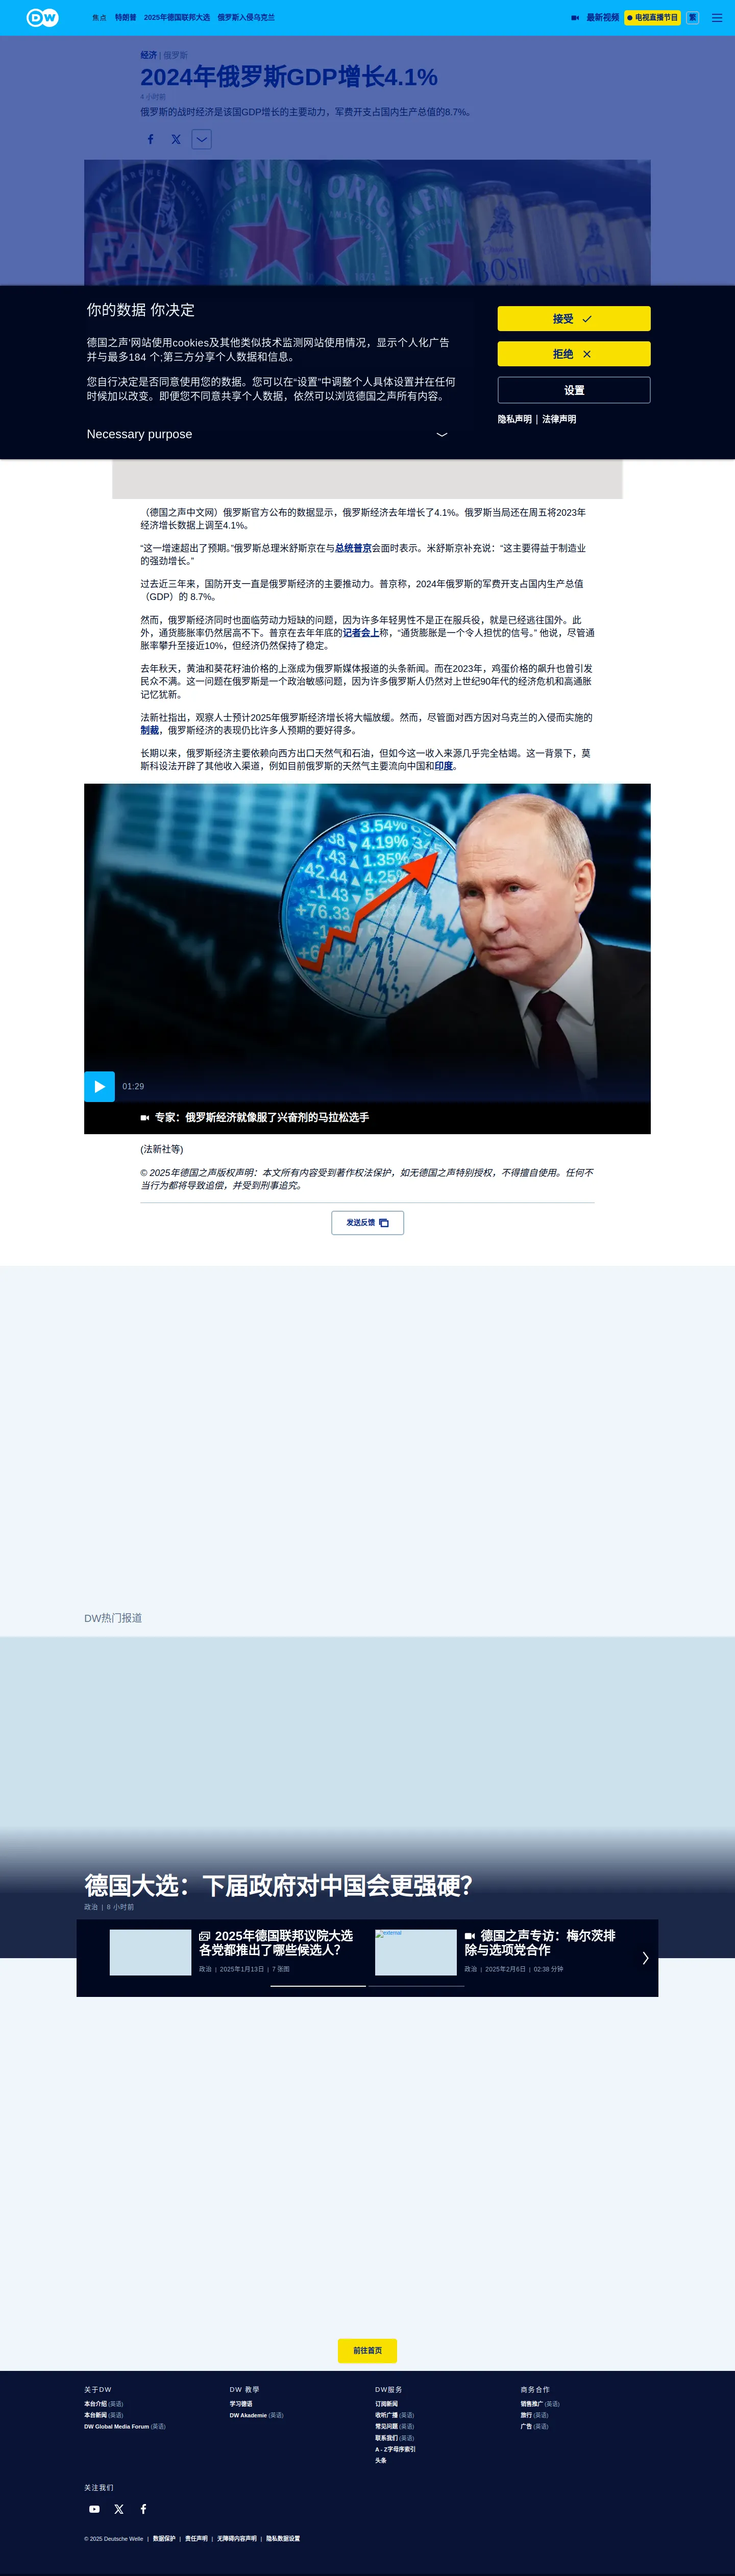 DW
焦点 特朗普 2025年德国联邦大选 俄罗斯入侵乌克兰 最新视频 电视直播节目 繁
经济 | 俄罗斯
2024年俄罗斯GDP增长4.1%
4 小时前
俄罗斯的战时经济是该国GDP增长的主要动力，军费开支占国内生产总值的8.7%。
FAX
你的数据 你决定
德国之声'网站使用cookies及其他类似技术监测网站使用情况，显示个人化广告
并与最多184 个;第三方分享个人数据和信息。
您自行决定是否同意使用您的数据。您可以在"设置"中调整个人具体设置并在任何
时候加以改变。即便您不同意共享个人数据，依然可以浏览德国之声所有内容。
Necessary purpose
接受
拒绝
设置
隐私声明 | 法律声明
（德国之声中文网）俄罗斯官方公布的数据显示，俄罗斯经济去年增长了4.1%。俄罗斯当局还在周五将2023年
经济增长数据上调至4.1%。
“这一增速超出了预期。”俄罗斯总理米舒斯京在与总统普京会面时表示。米舒斯京补充说：“这主要得益于制造业
的强劲增长。”
过去近三年来，国防开支一直是俄罗斯经济的主要推动力。普京称，2024年俄罗斯的军费开支占国内生产总值
（GDP）的 8.7%。
然而，俄罗斯经济同时也面临劳动力短缺的问题，因为许多年轻男性不是正在服兵役，就是已经逃往国外。此
外，通货膨胀率仍然居高不下。普京在去年年底的记者会上称，“通货膨胀是一个令人担忧的信号。” 他说，尽管通
胀率攀升至接近10%，但经济仍然保持了稳定。
去年秋天，黄油和葵花籽油价格的上涨成为俄罗斯媒体报道的头条新闻。而在2023年，鸡蛋价格的飙升也曾引发
民众不满。这一问题在俄罗斯是一个政治敏感问题，因为许多俄罗斯人仍然对上世纪90年代的经济危机和高通胀
记忆犹新。
法新社指出，观察人士预计2025年俄罗斯经济增长将大幅放缓。然而，尽管面对西方因对乌克兰的入侵而实施的
制裁，俄罗斯经济的表现仍比许多人预期的要好得多。
长期以来，俄罗斯经济主要依赖向西方出口天然气和石油，但如今这一收入来源几乎完全枯竭。这一背景下，莫
斯科设法开辟了其他收入渠道，例如目前俄罗斯的天然气主要流向中国和印度。
01:29
专家：俄罗斯经济就像服了兴奋剂的马拉松选手
(法新社等)
© 2025年德国之声版权声明：本文所有内容受到著作权法保护，如无德国之声特别授权，不得擅自使用。任何不
当行为都将导致追偿，并受到刑事追究。
发送反馈
DW热门报道
德国大选：下届政府对中国会更强硬？
政治 | 8 小时前
2025年德国联邦议院大选
各党都推出了哪些候选人？
政治 | 2025年1月13日 | 7 张图
external
德国之声专访：梅尔茨排
除与选项党合作
政治 | 2025年2月6日 | 02:38 分钟
前往首页
关于DW
本台介绍 (英语)
本台新闻 (英语)
DW Global Media Forum (英语)
DW 教學
学习德语
DW Akademie (英语)
DW服务
订阅新闻
收听广播 (英语)
常见问题 (英语)
联系我们 (英语)
A - Z字母序索引
头条
商务合作
销售推广 (英语)
旅行 (英语)
广告 (英语)
关注我们
© 2025 Deutsche Welle | 数据保护 | 责任声明 | 无障碍内容声明 | 隐私数据设置